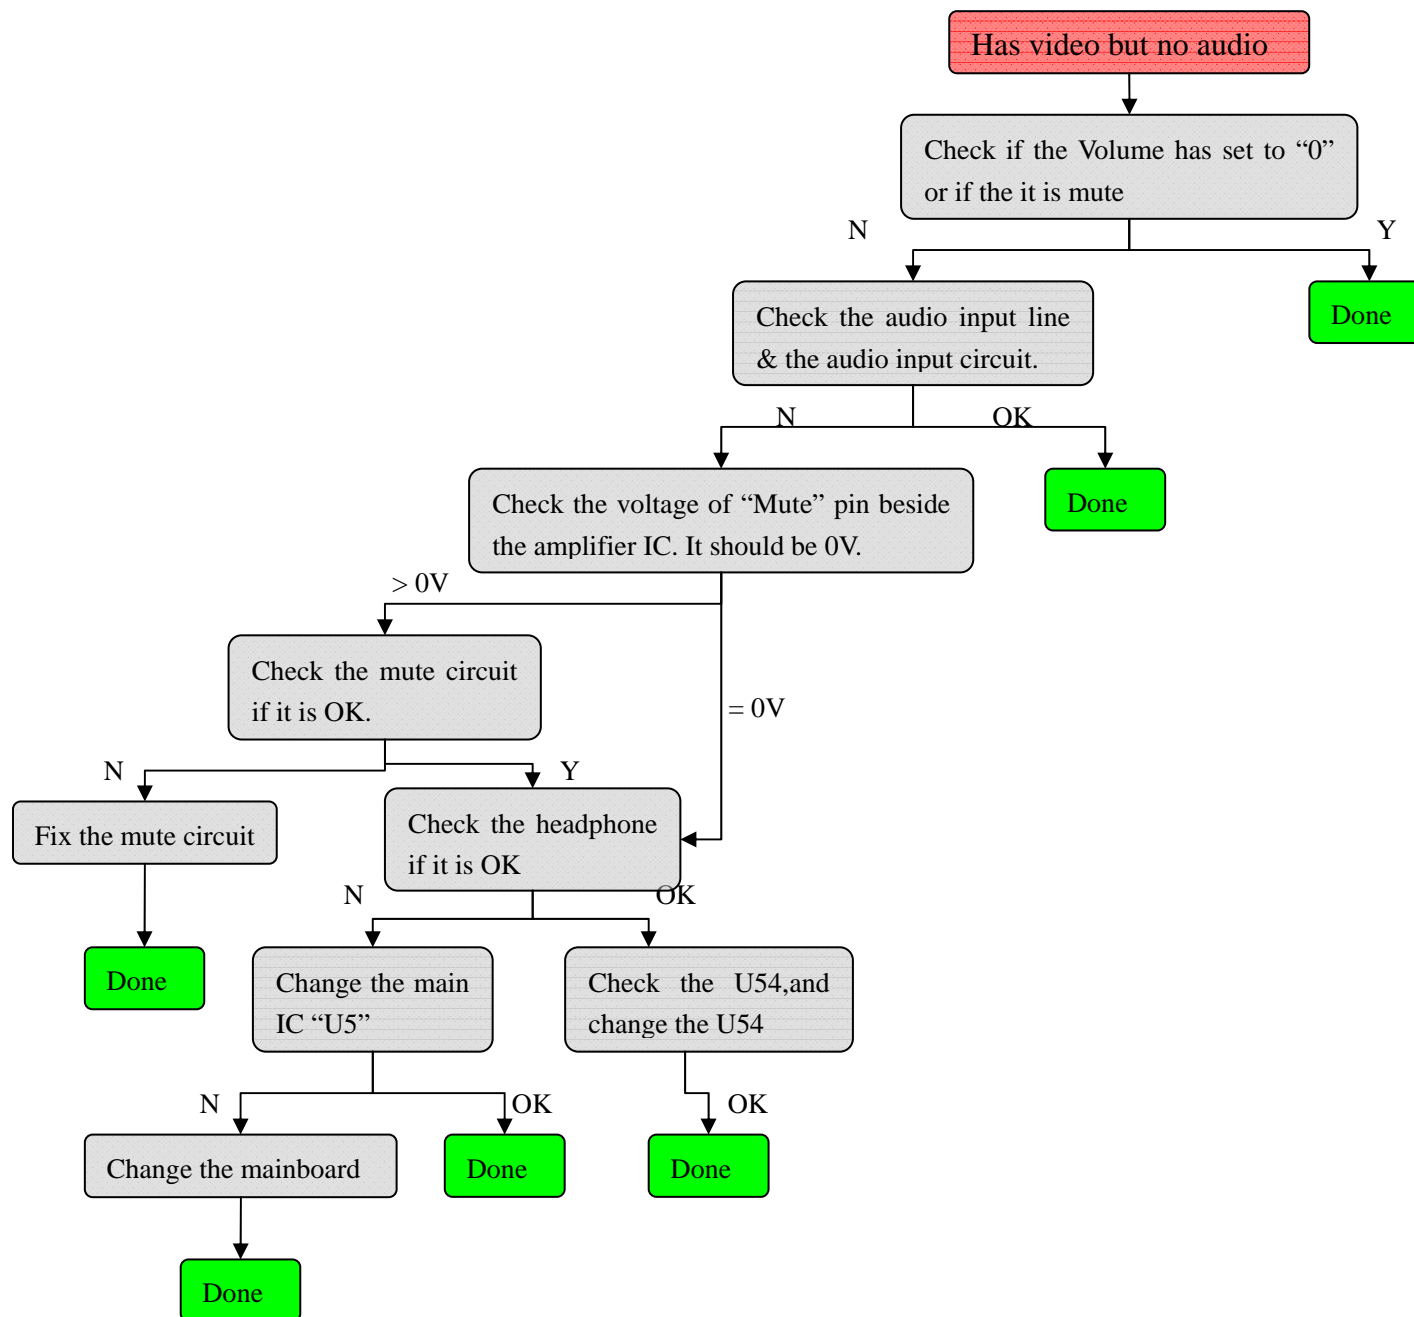 Has video but no audio
Check if the Volume has set to “0”
or if the it is mute
N
Y
Check the audio input line
& the audio input circuit.
Done
N
OK
Check the voltage of “Mute” pin beside
the amplifier IC. It should be 0V.
Done
> 0V
Check the mute circuit
if it is OK.
= 0V
N
Y
Fix the mute circuit
Check the headphone
if it is OK
N
OK
Done
Change the main
IC “U5”
Check the U54,and
change the U54
N
OK
OK
Change the mainboard
Done
Done
Done